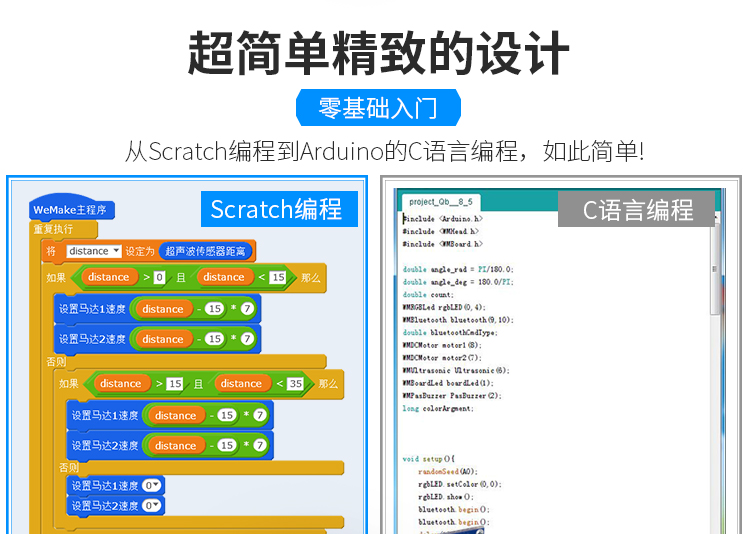 超简单精致的设计
零基础入门
从Scratch编程到Arduino的C语言编程，如此简单!
Scratch编程
WeMake主程序
重复执行
将 distance 设定为 超声波传感器距离
如果 distance > 0 且 distance < 15 那么
设置马达1速度 distance - 15 * 7
设置马达2速度 distance - 15 * 7
否则
如果 distance > 15 且 distance < 35 那么
设置马达1速度 distance - 15 * 7
设置马达2速度 distance - 15 * 7
否则
设置马达1速度 0
设置马达2速度 0
C语言编程
project_Qb__8_5
#include <Arduino.h>
#include <WMHead.h>
#include <WMBoard.h>
double angle_rad = PI/180.0;
double angle_deg = 180.0/PI;
double count;
WMRGBLed rgbLED(0,4);
WMBluetooth bluetooth(9,10);
double bluetoothCmdType;
WMDCMotor motor1(8);
WMDCMotor motor2(7);
WMUltrasonic Ultrasonic(6);
WMBoardLed boardLed(1);
WMPasBuzzer PasBuzzer(2);
long colorArgment;
void setup(){
randomSeed(A0);
rgbLED.setColor(0,0);
rgbLED.show();
bluetooth.begin();
bluetooth.begin();